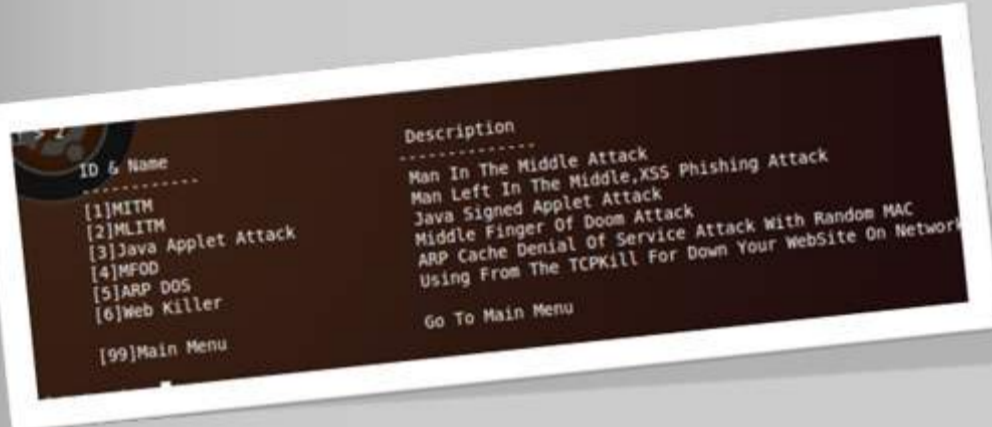 ID & Name Description
------------ --------------
[1]MITM Man In The Middle Attack
[2]MLITM Man Left In The Middle,XSS Phishing Attack
[3]Java Applet Attack Java Signed Applet Attack
[4]MFOD Middle Finger Of Doom Attack
[5]ARP DOS ARP Cache Denial Of Service Attack With Random MAC
[6]Web Killer Using From The TCPKill For Down Your WebSite On Network
[99]Main Menu Go To Main Menu